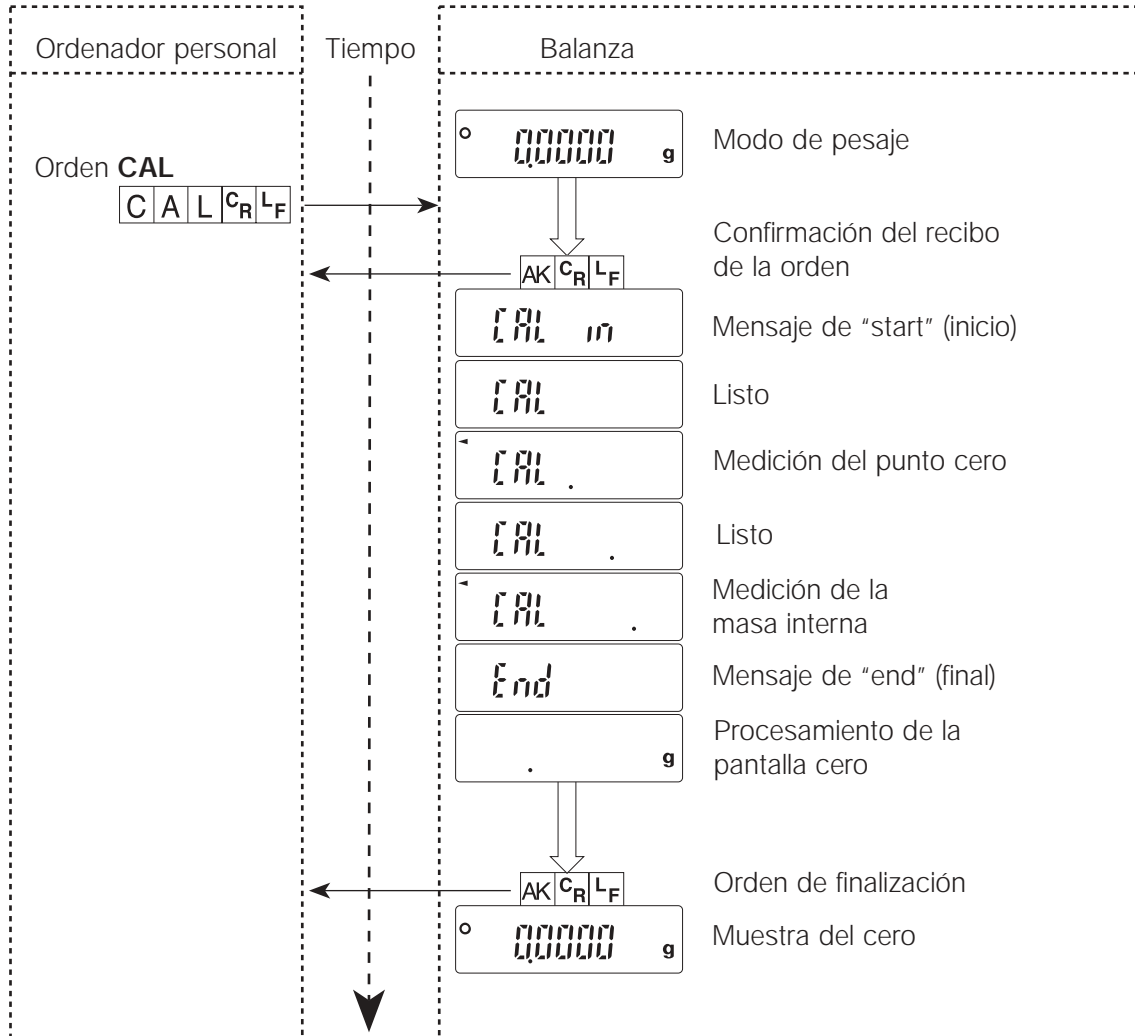 Ordenador personal
Tiempo
Balanza
0.0000 g
Modo de pesaje
Orden CAL
C A L CR LF
Confirmación del recibo
de la orden
AK CR LF
CAL in
Mensaje de “start” (inicio)
CAL
Listo
CAL .
Medición del punto cero
CAL .
Listo
CAL .
Medición de la
masa interna
End
Mensaje de “end” (final)
. g
Procesamiento de la
pantalla cero
AK CR LF
Orden de finalización
0.0000 g
Muestra del cero